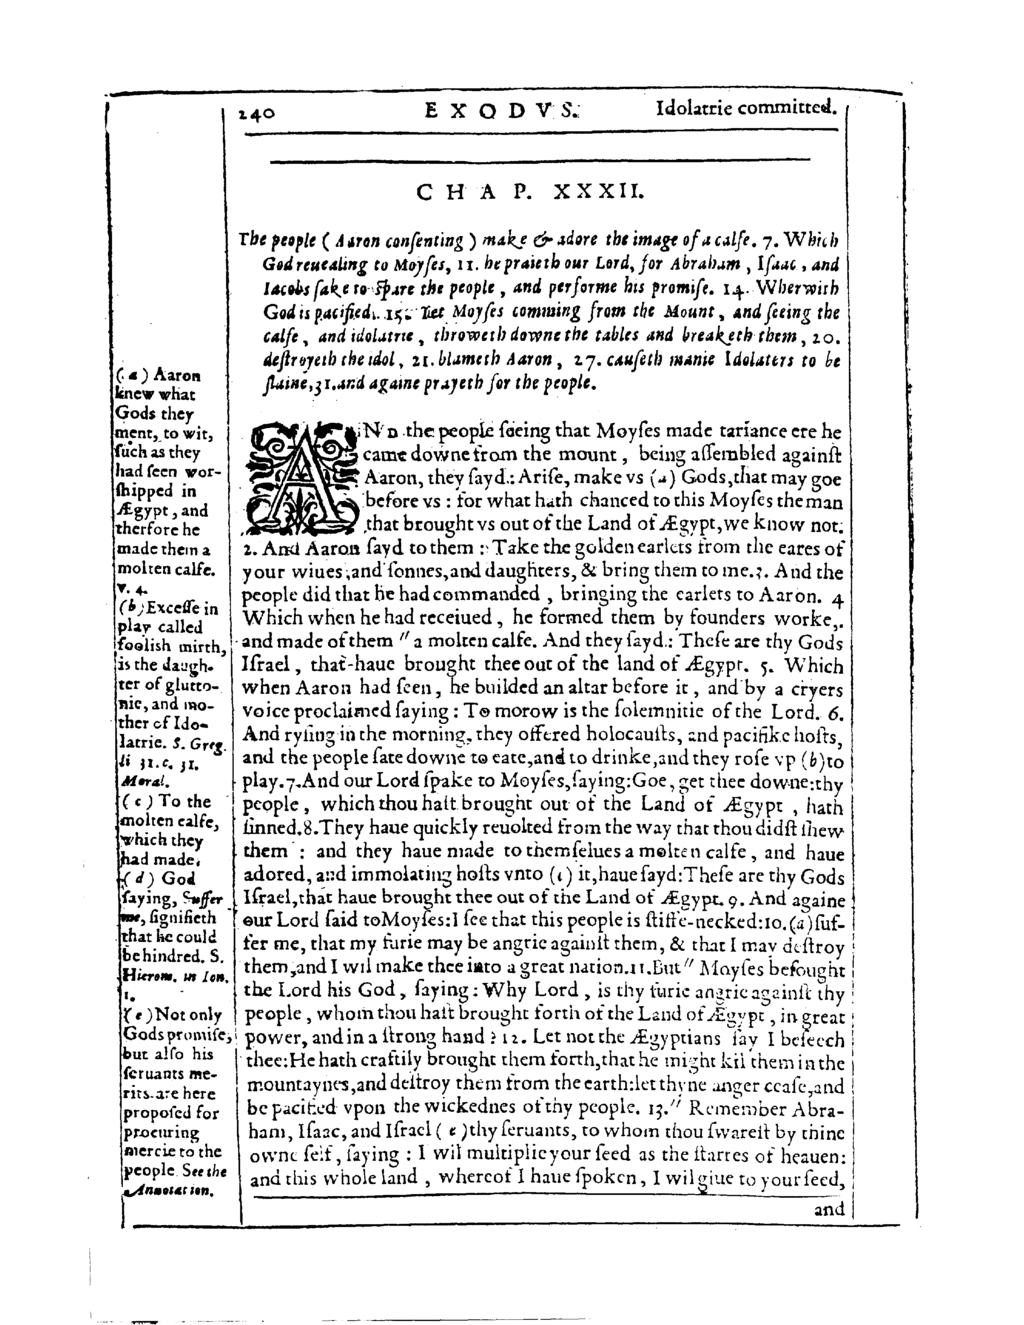 240 EXODVS. Idolatrie committed.
CHAP. XXXII.
The people ( Aaron conſenting ) make & adore the image of a calfe. 7. Which
God reuealing to Moyſes, 11. he praieth our Lord, for Abraham , Iſaac , and
Iacobs ſake to ſpare the people , and performe his promiſe. 14. Wherwith
God is pacified. 15. Yet Moyſes comming from the Mount , and ſeeing the
calfe , and idolatrie , throweth downe the tables and breaketh them , 20.
deſtroyeth the idol , 21. blameth Aaron , 27. cauſeth manie Idolaters to be
ſlaine, 31. and againe prayeth for the people.
AND the people ſeeing that Moyſes made tariance ere he
came downe from the mount , being aſſembled againſt
Aaron, they ſayd : Ariſe, make vs (a) Gods, that may goe
before vs : for what hath chanced to this Moyſes the man
that brought vs out of the Land of Ægypt, we know not.
2. And Aaron ſayd to them : Take the golden earlets from the eares of
your wiues, and ſonnes, and daughters, & bring them to me. 3. And the
people did that he had commanded , bringing the earlets to Aaron. 4
Which when he had receiued , he formed them by founders worke,
and made of them " a molten calfe. And they ſayd : Theſe are thy Gods
Iſrael , that haue brought thee out of the land of Ægypt. 5. Which
when Aaron had ſeen , he builded an altar before it , and by a cryers
voice proclaimed ſaying : To morow is the ſolemnitie of the Lord. 6.
And ryſing in the morning, they offered holocauſts, and pacifike hoſts,
and the people ſate downe to eate, and to drinke, and they roſe vp (b) to
play. 7. And our Lord ſpake to Moyſes, ſaying: Goe, get thee downe: thy
people , which thou haſt brought out of the Land of Ægypt , hath
ſinned. 8. They haue quickly reuolted from the way that thou didſt ſhew
them : and they haue made to themſelues a molten calfe , and haue
adored, and immolating hoſts vnto (c) it, haue ſayd: Theſe are thy Gods
Iſrael, that haue brought thee out of the Land of Ægypt. 9. And againe
our Lord ſaid to Moyſes: I ſee that this people is ſtiffe-necked: 10. (d) ſuf-
fer me, that my furie may be angrie againſt them, & that I may deſtroy
them, and I wil make thee into a great nation. 11. But " Moyſes beſought
the Lord his God , ſaying : Why Lord , is thy furie angrie againſt thy
people , whom thou haſt brought forth of the Land of Ægypt , in great
power, and in a ſtrong hand ? 12. Let not the Ægyptians ſay I beſeech
thee: He hath craftily brought them forth, that he might kil them in the
mountaynes, and deſtroy them from the earth: let thyne anger ceaſe, and
be pacified vpon the wickednes of thy people. 13. " Remember Abra-
ham, Iſaac, and Iſrael ( e ) thy ſeruants, to whom thou ſwareſt by thine
owne ſelf, ſaying : I wil multiplie your ſeed as the ſtarres of heauen:
and this whole land , whereof I haue ſpoken , I wil giue to your ſeed,
and
(a) Aaron
knew what
Gods they
ment, to wit,
ſuch as they
had ſeen wor-
ſhipped in
Ægypt , and
therfore he
made them a
molten calfe.
v. 4.
(b) Exceſſe in
play called
fooliſh mirth,
is the daugh-
ter of glutto-
nie, and mo-
ther of Ido-
latrie. S. Greg.
li 31. c. 31.
Moral.
( c ) To the
molten calfe,
which they
had made.
( d ) God
ſaying, Suffer
me, ſignifieth
that he could
be hindred. S.
Hierom. in Ion.
1.
( e ) Not only
Gods promiſe,
but alſo his
ſeruants me-
rits are here
propoſed for
procuring
mercie to the
people. See the
Annotation.